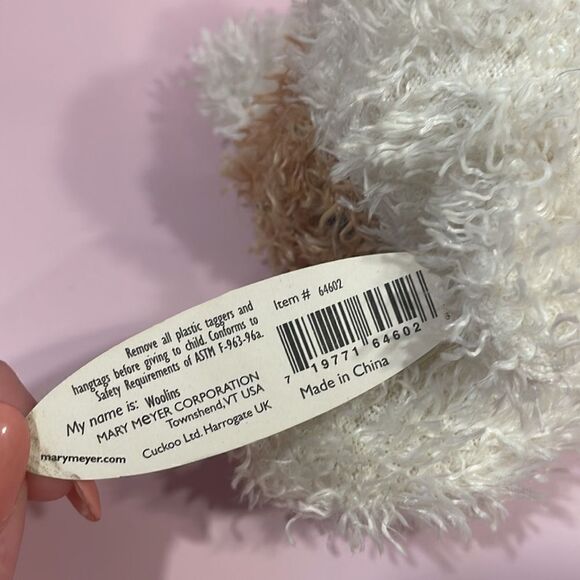 Remove all plastic taggers and
hangtags before giving to child. Conforms to
Safety Requirements of ASTM F-963-96a.
My name is: Woolins
MARY MEYER CORPORATION
Townshend, VT USA
Cuckoo Ltd. Harrogate UK
marymeyer.com
Item # 64602
7 19771 64602 3
Made in China